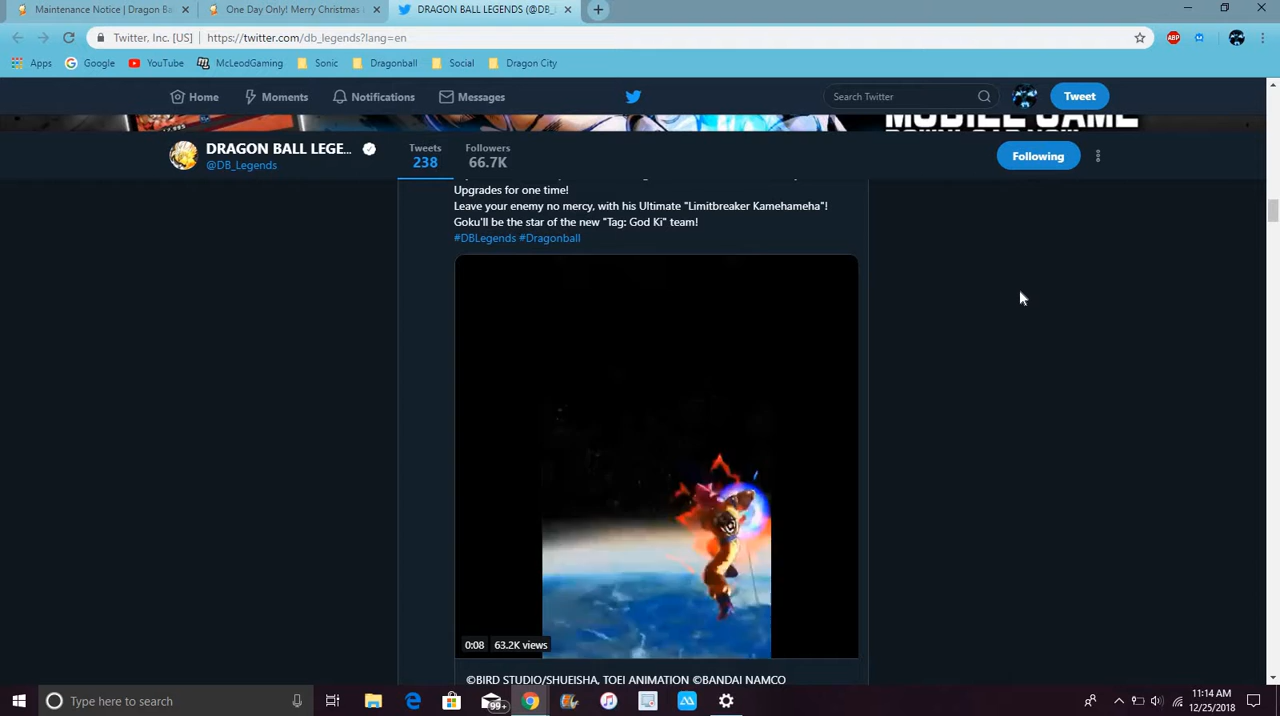 Maintenance Notice | Dragon Ba
One Day Only! Merry Christmas
DRAGON BALL LEGENDS (@DB_
Twitter, Inc. [US] | https://twitter.com/db_legends?lang=en
ABP
Apps
Google
YouTube
McLeodGaming
Sonic
Dragonball
Social
Dragon City
Home
Moments
Notifications
Messages
Search Twitter
Tweet
MOBILE GAME
DRAGON BALL LEGE...
@DB_Legends
Tweets
238
Followers
66.7K
Following
Upgrades for one time!
Leave your enemy no mercy, with his Ultimate "Limitbreaker Kamehameha"!
Goku'll be the star of the new "Tag: God Ki" team!
#DBLegends #Dragonball
0:08
63.2K views
©BIRD STUDIO/SHUEISHA, TOEI ANIMATION ©BANDAI NAMCO
Type here to search
99+
11:14 AM
12/25/2018